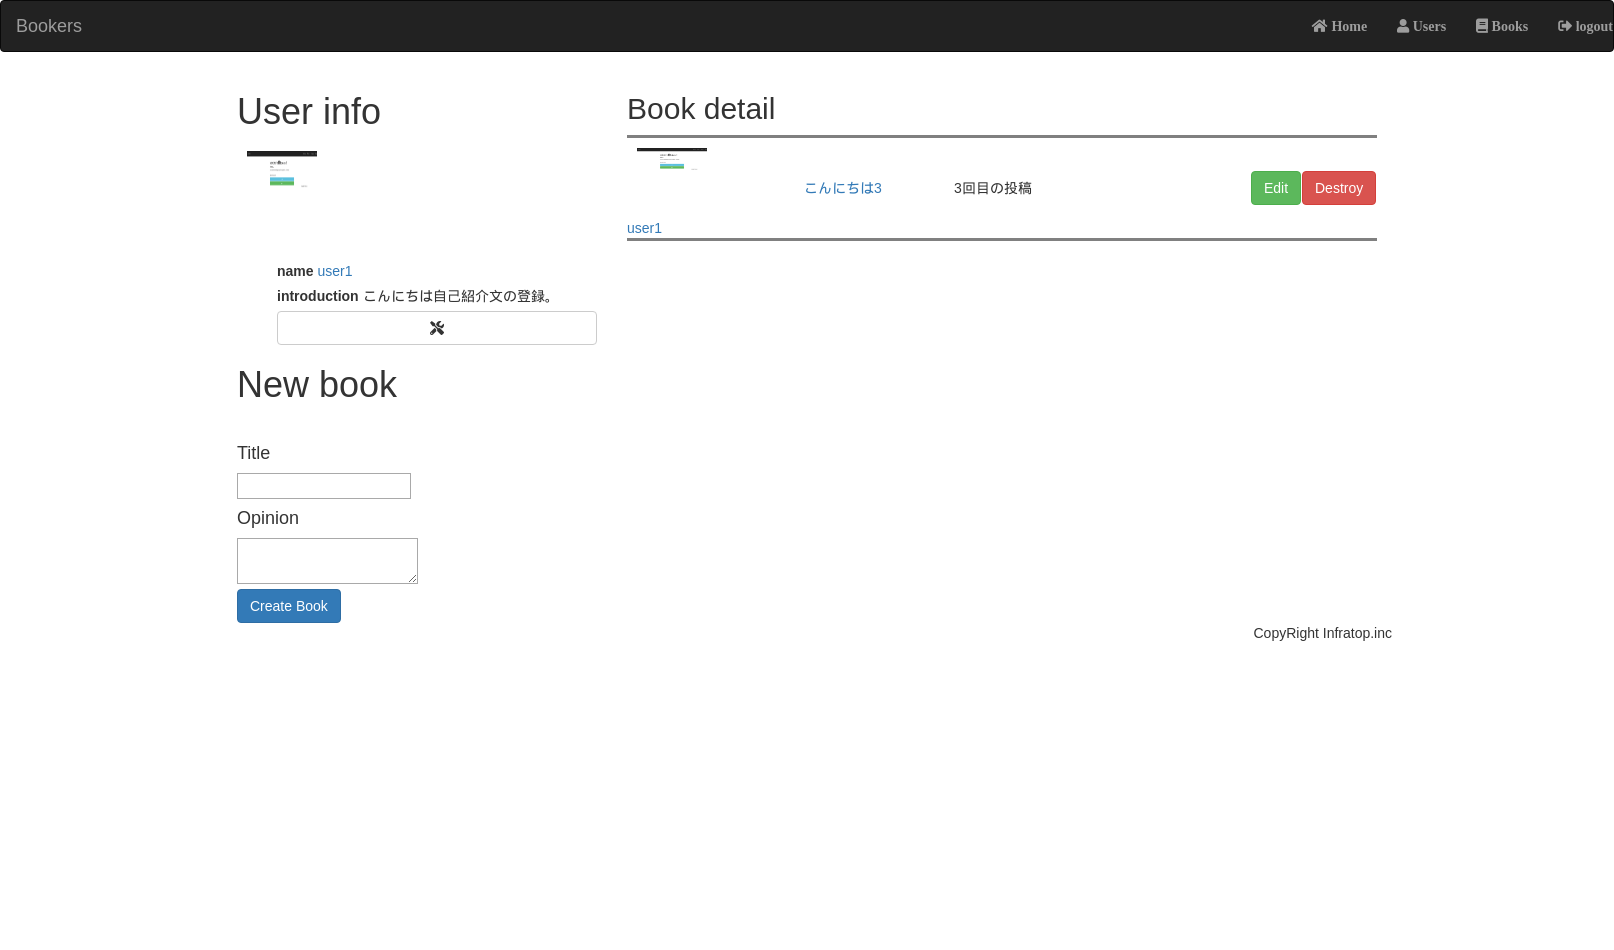 Bookers Home Users Books logout
User info
name user1
introduction こんにちは自己紹介文の登録。
New book
Title
Opinion
Create Book
Book detail
こんにちは3 3回目の投稿 Edit Destroy
user1
CopyRight Infratop.inc